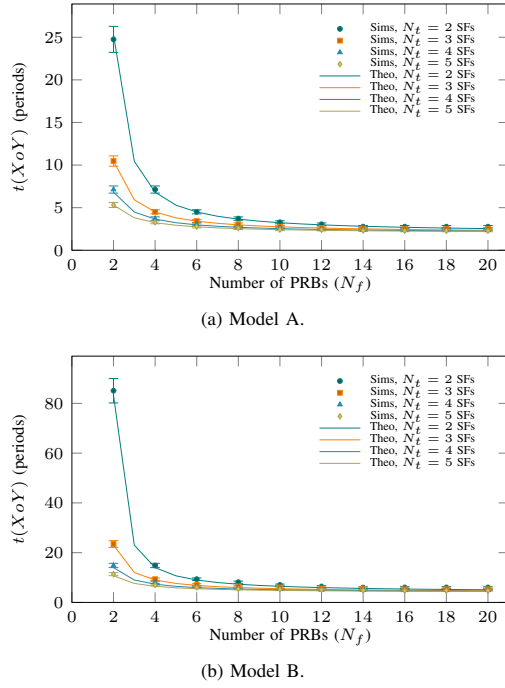 25
20
15
10
5
0
t(XoY) (periods)
Sims, N_t = 2 SFs
Sims, N_t = 3 SFs
Sims, N_t = 4 SFs
Sims, N_t = 5 SFs
Theo, N_t = 2 SFs
Theo, N_t = 3 SFs
Theo, N_t = 4 SFs
Theo, N_t = 5 SFs
0 2 4 6 8 10 12 14 16 18 20
Number of PRBs (N_f)
(a) Model A.
80
60
40
20
0
t(XoY) (periods)
Sims, N_t = 2 SFs
Sims, N_t = 3 SFs
Sims, N_t = 4 SFs
Sims, N_t = 5 SFs
Theo, N_t = 2 SFs
Theo, N_t = 3 SFs
Theo, N_t = 4 SFs
Theo, N_t = 5 SFs
0 2 4 6 8 10 12 14 16 18 20
Number of PRBs (N_f)
(b) Model B.